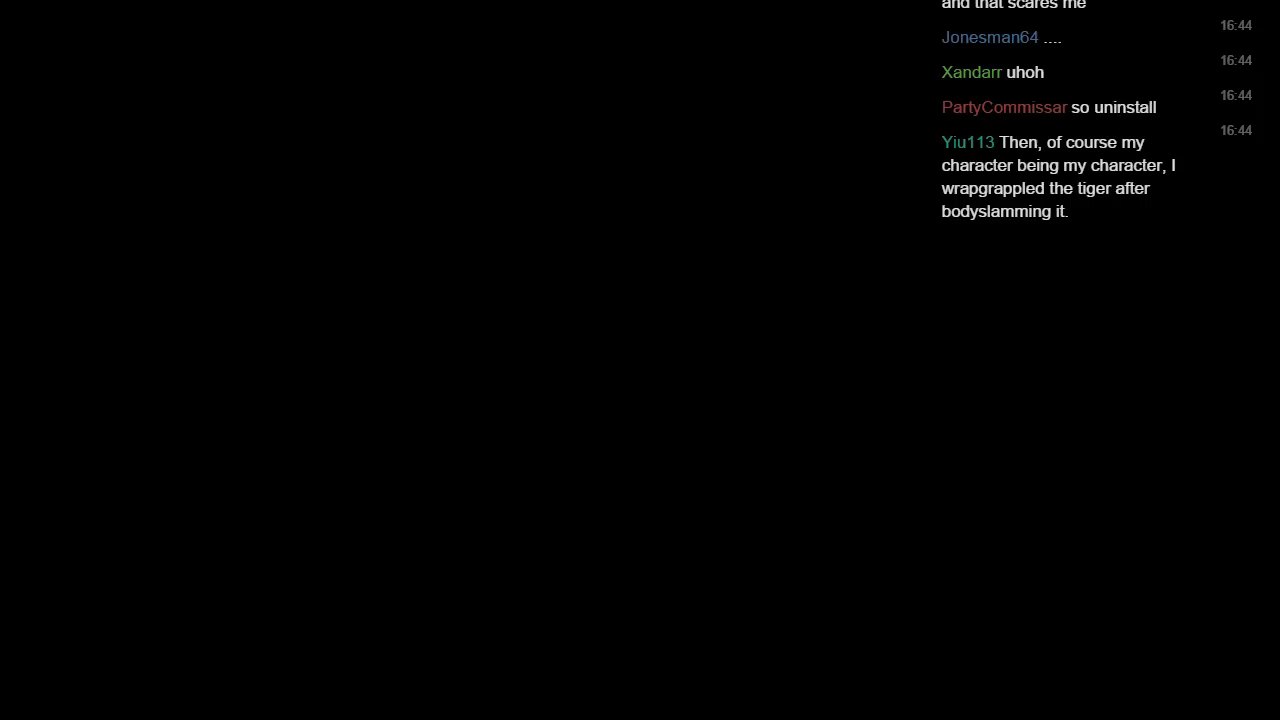 and that scares me
16:44
Jonesman64 ....
16:44
Xandarr uhoh
16:44
PartyCommissar so uninstall
16:44
Yiu113 Then, of course my
character being my character, I
wrapgrappled the tiger after
bodyslamming it.